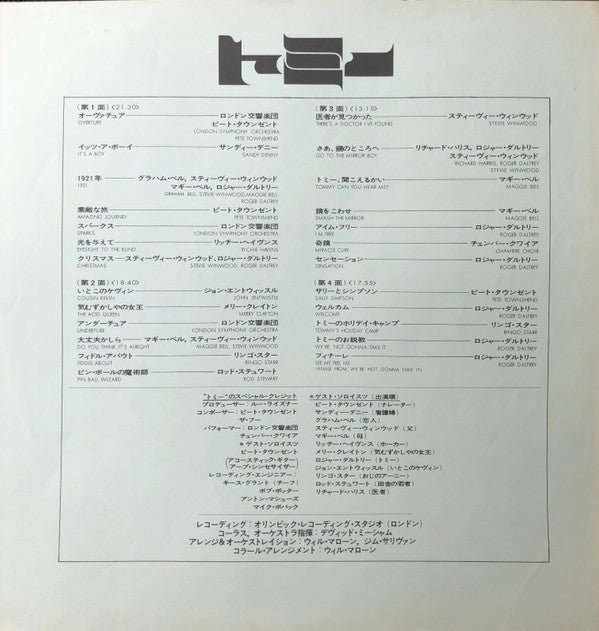 トミー
(第1面)〈21:30〉
オーヴァチュア ロンドン交響楽団
OVERTURE ピート・タウンゼント
LONDON SYMPHONY ORCHESTRA
PETE TOWNSHEND
イッツ・ア・ボーイ サンディー・デニー
IT'S A BOY SANDY DENNY
1921年 グラハム・ベル, スティーヴィー・ウィンウッド
1921 マギー・ベル, ロジャー・ダルトリー
GRAHAM BELL, STEVIE WINWOOD, MAGGIE BELL,
ROGER DALTREY
素敵な旅 ピート・タウンゼント
AMAZING JOURNEY PETE TOWNSHEND
スパークス ロンドン交響楽団
SPARKS LONDON SYMPHONY ORCHESTRA
光を与えて リッチー・ヘイヴンス
EYESIGHT TO THE BLIND RICHIE HAVENS
クリスマス スティーヴィー・ウィンウッド, ロジャー・ダルトリー
CHRISTMAS STEVIE WINWOOD, ROGER DALTREY
(第2面)〈18:40〉
いとこのケヴィン ジョン・エントウィッスル
COUSIN KEVIN JOHN ENTWISTLE
気むずかしやの女王 メリー・クレイトン
THE ACID QUEEN MERRY CLAYTON
アンダーチュア ロンドン交響楽団
UNDERTURE LONDON SYMPHONY ORCHESTRA
大丈夫かしら マギー・ベル, スティーヴィー・ウィンウッド
DO YOU THINK IT'S ALRIGHT MAGGIE BELL, STEVIE WINWOOD
フィドル・アバウト リンゴ・スター
FIDDLE ABOUT RINGO STARR
ピン・ボールの魔術師 ロッド・ステュワート
PIN BALL WIZARD ROD STEWART
(第3面)〈13:15〉
医者が見つかった スティーヴィー・ウィンウッド
THERE'S A DOCTOR I'VE FOUND STEVIE WINWOOD
さあ, 鏡のところへ リチャード・ハリス, ロジャー・ダルトリー
GO TO THE MIRROR BOY スティーヴィー・ウィンウッド
RICHARD HARRIS, ROGER DALTREY
STEVIE WINWOOD
トミー, 聞こえるかい マギー・ベル
TOMMY CAN YOU HEAR ME? MAGGIE BELL
鏡をこわせ マギー・ベル
SMASH THE MIRROR MAGGIE BELL
アイム・フリー ロジャー・ダルトリー
I'M FREE ROGER DALTREY
奇蹟 チェンバー・クワイア
MIRACLE CURE CHAMBRE CHOIR
センセーション ロジャー・ダルトリー
SENSATION ROGER DALTREY
(第4面)〈17:55〉
サリーとシンプソン ピート・タウンゼント
SALLY SIMPSON PETE TOWNSHEND
ウェルカム ロジャー・ダルトリー
WELCOME ROGER DALTREY
トミーのホリデイ・キャンプ リンゴ・スター
TOMMY'S HOLIDAY CAMP RINGO STARR
トミーのお説教 ロジャー・ダルトリー
WE'RE NOT GONNA TAKE IT ROGER DALTREY
フィナーレ ロジャー・ダルトリー
SEE ME FEEL ME ROGER DALTREY
(FINALE FROM, WE'RE NOT GONNA TAKE IT)
“トミー”のスペシャル・クレジット
プロデューサー: ルー・ライズナー
コンポーザー: ピート・タウンゼント
ザ・フー
パフォーマー: ロンドン交響楽団
チェンバー・クワイア
*ゲスト・ソロイスツ
ピート・タウンゼント
(アコースティック・ギター)
(アープ・シンセサイザー)
レコーディング・エンジニアー:
キース・グラント (チーフ)
ボブ・ポッター
アントン・マシューズ
マイク・ボバック
*ゲスト・ソロイスツ (出演順)
ピート・タウンゼント (ナレーター)
サンディー・デニー (看護婦)
グラハム・ベル (恋人)
スティーヴィー・ウィンウッド (父)
マギー・ベル (母)
リッチー・ヘイヴンス (ホーカー)
メリー・クレイトン (気むずかしやの女王)
ロジャー・ダルトリー (トミー)
ジョン・エントウィッスル (いとこのケヴィン)
リンゴ・スター (おじのアーニー)
ロッド・ステュワート (田舎の若者)
リチャード・ハリス (医者)
レコーディング: オリンピック・レコーディング・スタジオ (ロンドン)
コーラス, オーケストラ指揮: デヴィッド・ミーシャム
アレンジ&オーケストレイション: ウィル・マローン, ジム・サリヴァン
コラール・アレンジメント: ウィル・マローン